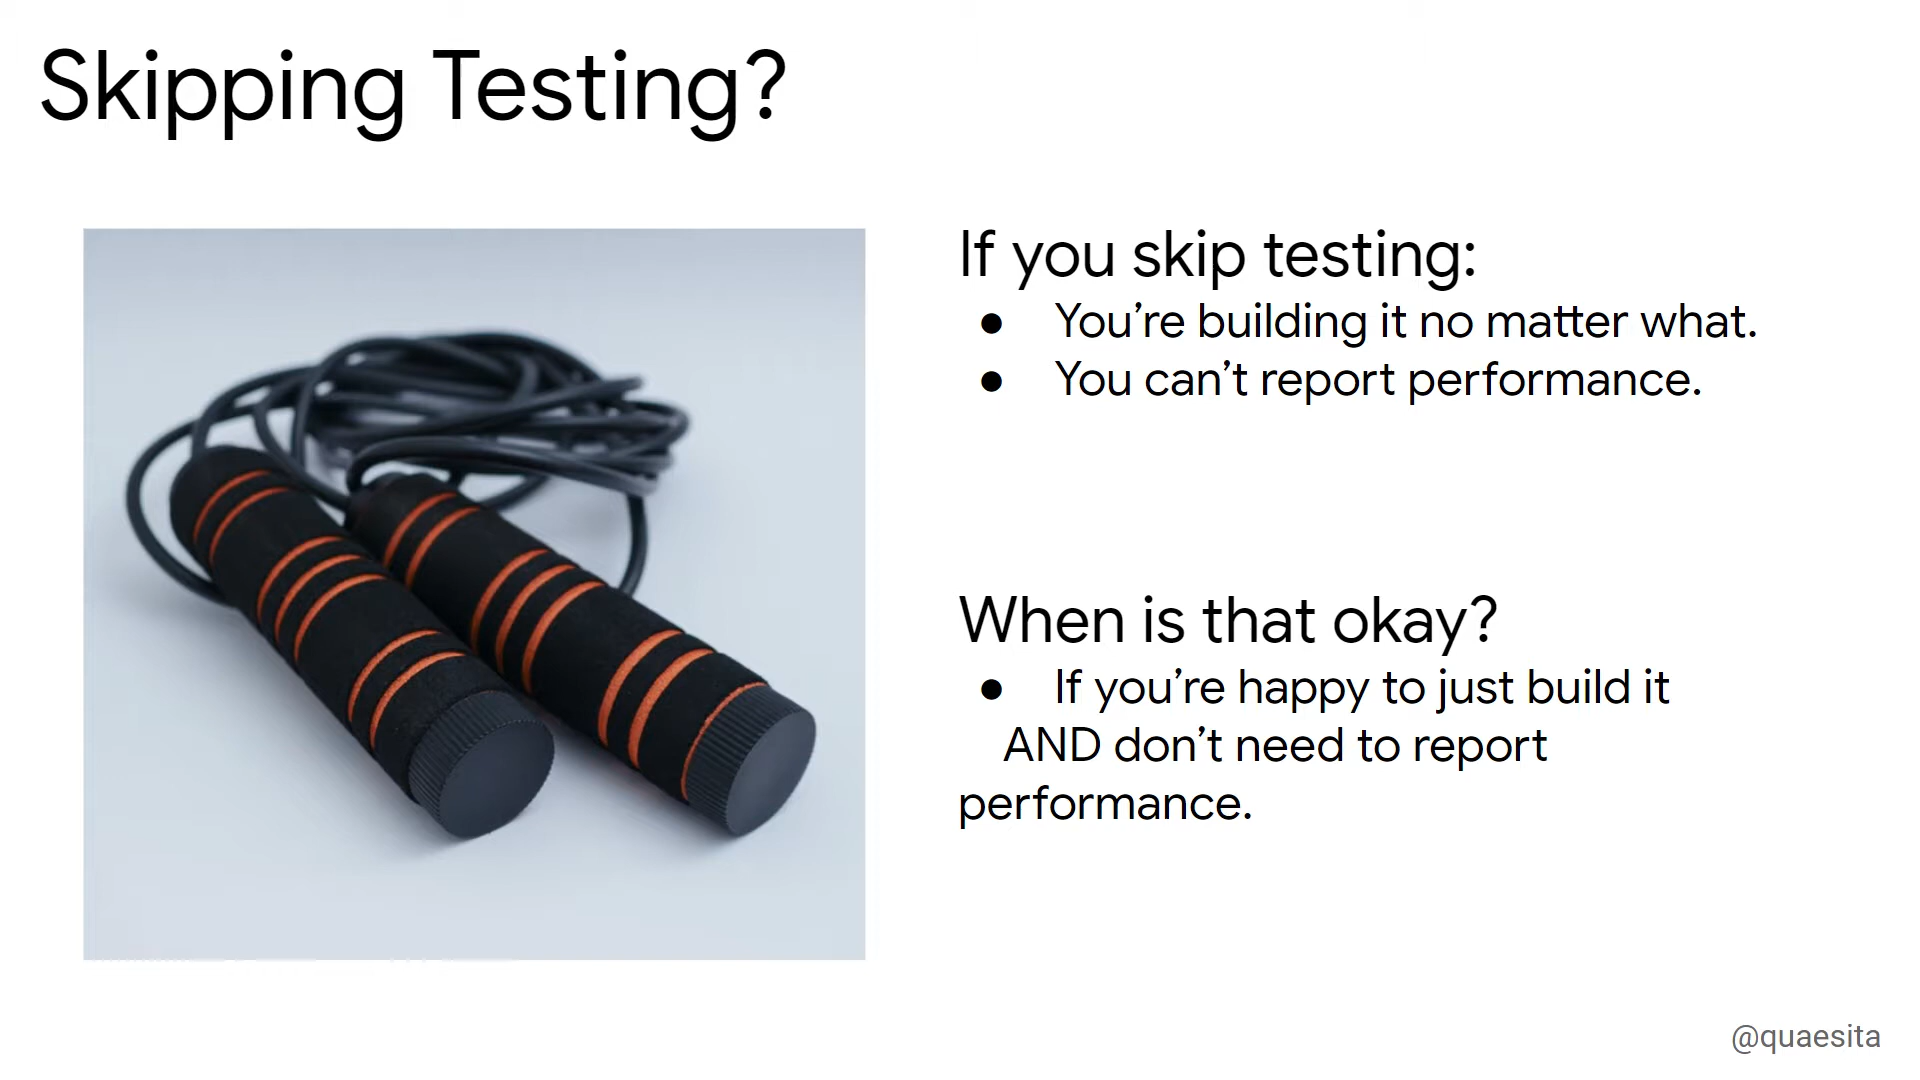 Skipping Testing?
If you skip testing:
● You’re building it no matter what.
● You can’t report performance.
When is that okay?
● If you’re happy to just build it
AND don’t need to report
performance.
@quaesita